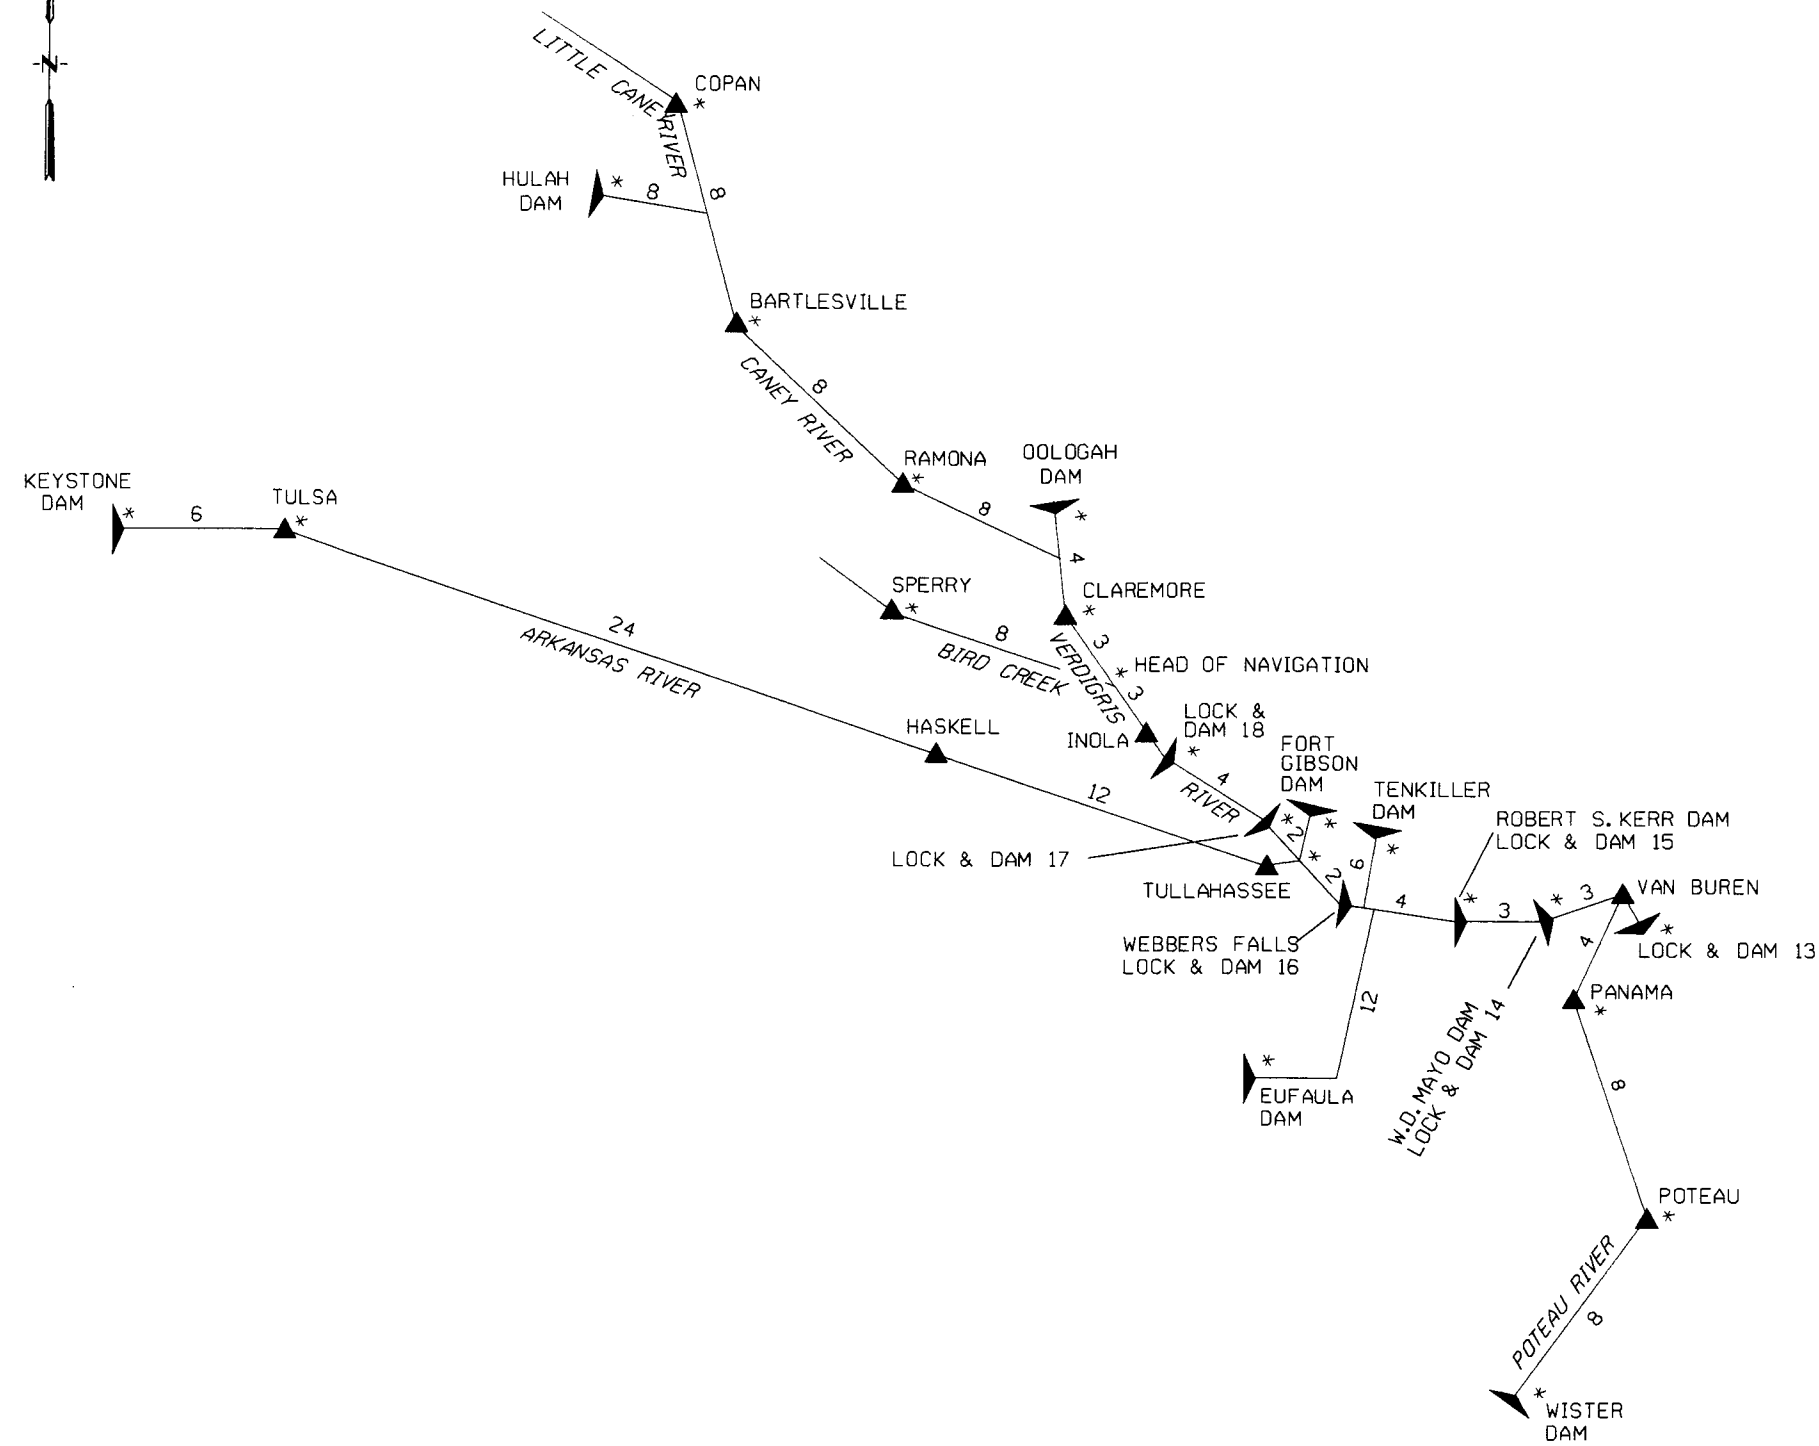 N
LITTLE CANEY RIVER
COPAN
*
HULAH
DAM
*
8
8
BARTLESVILLE
*
8
CANEY RIVER
RAMONA
*
OOLOGAH
DAM
*
8
4
KEYSTONE
DAM
*
6
TULSA
*
24
ARKANSAS RIVER
SPERRY
*
8
BIRD CREEK
CLAREMORE
*
3
* HEAD OF NAVIGATION
3
VERDIGRIS
RIVER
HASKELL
12
INOLA
LOCK &
DAM 18
*
4
FORT
GIBSON
DAM
*
*
2
*
2
TENKILLER
DAM
*
6
LOCK & DAM 17
TULLAHASSEE
ROBERT S. KERR DAM
LOCK & DAM 15
*
4
3
*
3
VAN BUREN
WEBBERS FALLS
LOCK & DAM 16
*
LOCK & DAM 13
4
12
PANAMA
*
W.D. MAYO DAM
LOCK & DAM 14
*
EUFAULA
DAM
8
POTEAU
*
POTEAU RIVER
8
*
WISTER
DAM